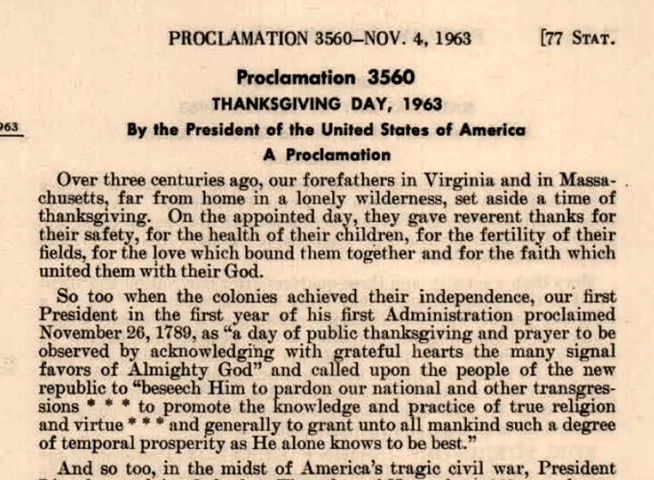 PROCLAMATION 3560–NOV. 4, 1963 [77 STAT.
Proclamation 3560
THANKSGIVING DAY, 1963
963
By the President of the United States of America
A Proclamation
Over three centuries ago, our forefathers in Virginia and in Massa-
chusetts, far from home in a lonely wilderness, set aside a time of
thanksgiving. On the appointed day, they gave reverent thanks for
their safety, for the health of their children, for the fertility of their
fields, for the love which bound them together and for the faith which
united them with their God.
So too when the colonies achieved their independence, our first
President in the first year of his first Administration proclaimed
November 26, 1789, as “a day of public thanksgiving and prayer to be
observed by acknowledging with grateful hearts the many signal
favors of Almighty God” and called upon the people of the new
republic to “beseech Him to pardon our national and other transgres-
sions * * * to promote the knowledge and practice of true religion
and virtue * * * and generally to grant unto all mankind such a degree
of temporal prosperity as He alone knows to be best.”
And so too, in the midst of America's tragic civil war, President